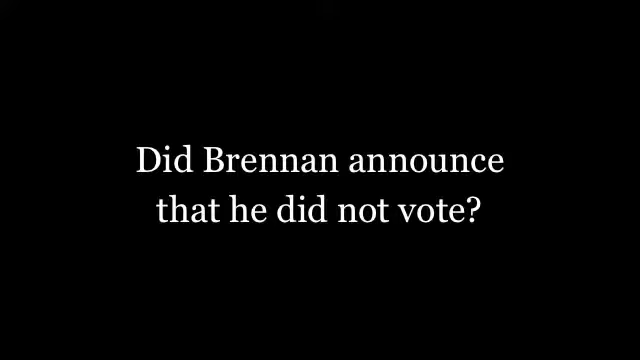 Did Brennan announce
that he did not vote?